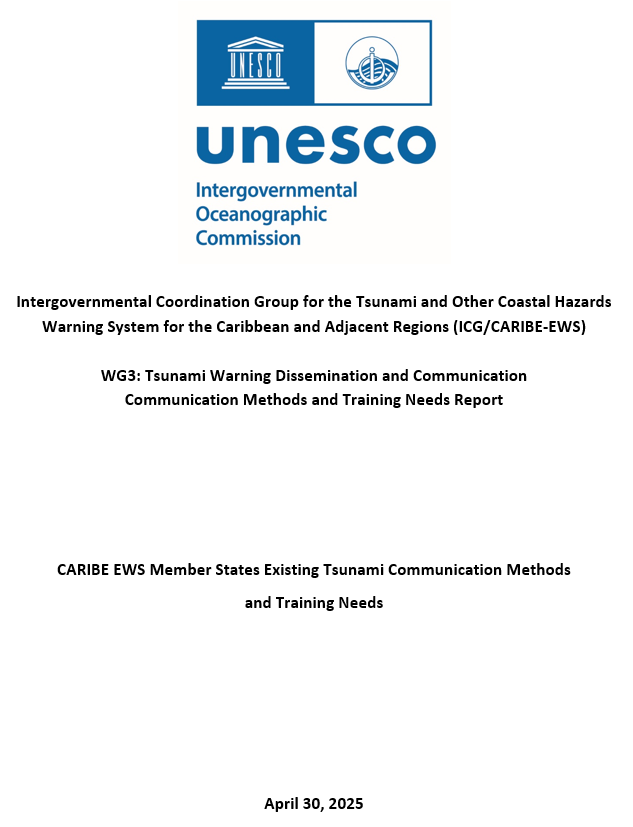 UNESCO
unesco
Intergovernmental
Oceanographic
Commission
Intergovernmental Coordination Group for the Tsunami and Other Coastal Hazards
Warning System for the Caribbean and Adjacent Regions (ICG/CARIBE-EWS)
WG3: Tsunami Warning Dissemination and Communication
Communication Methods and Training Needs Report
CARIBE EWS Member States Existing Tsunami Communication Methods
and Training Needs
April 30, 2025